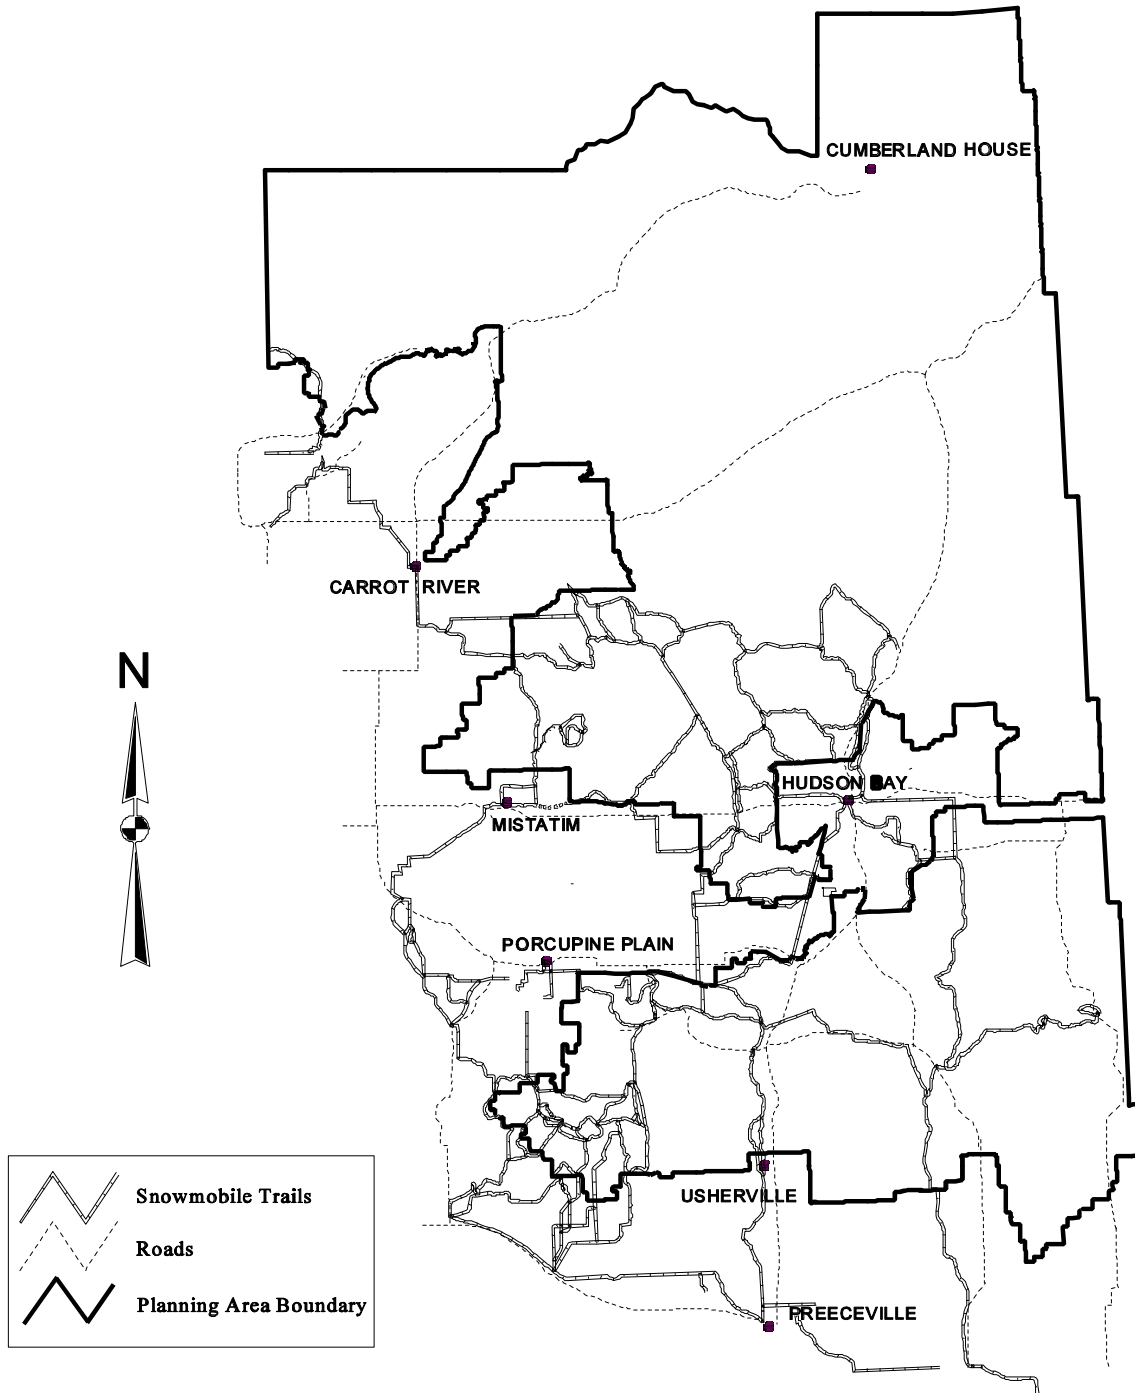 CUMBERLAND HOUSE
CARROT RIVER
N
HUDSON BAY
MISTATIM
PORCUPINE PLAIN
USHERVILLE
PREECEVILLE
Snowmobile Trails
Roads
Planning Area Boundary